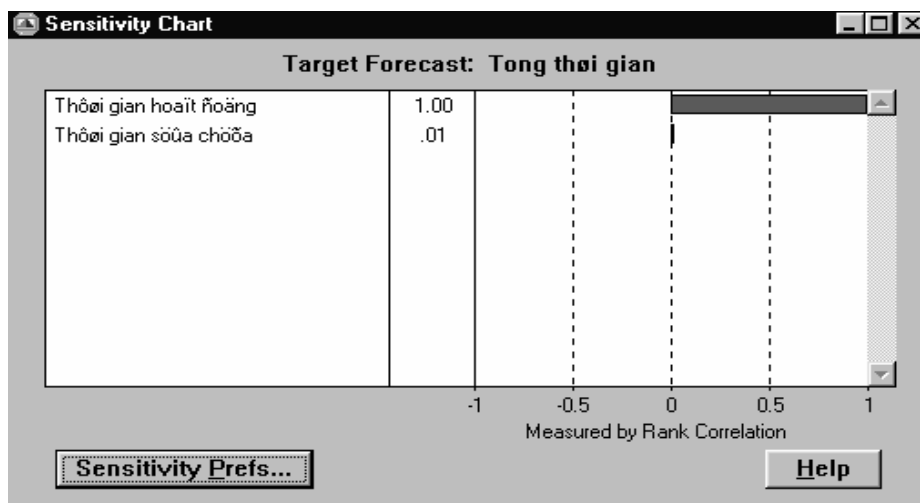 Sensitivity Chart
Target Forecast: Tong thøi gian
Thôøi gian hoaït ñoäng 1.00
Thôøi gian söûa chöõa .01
-1 -0.5 0 0.5 1
Measured by Rank Correlation
Sensitivity Prefs... Help